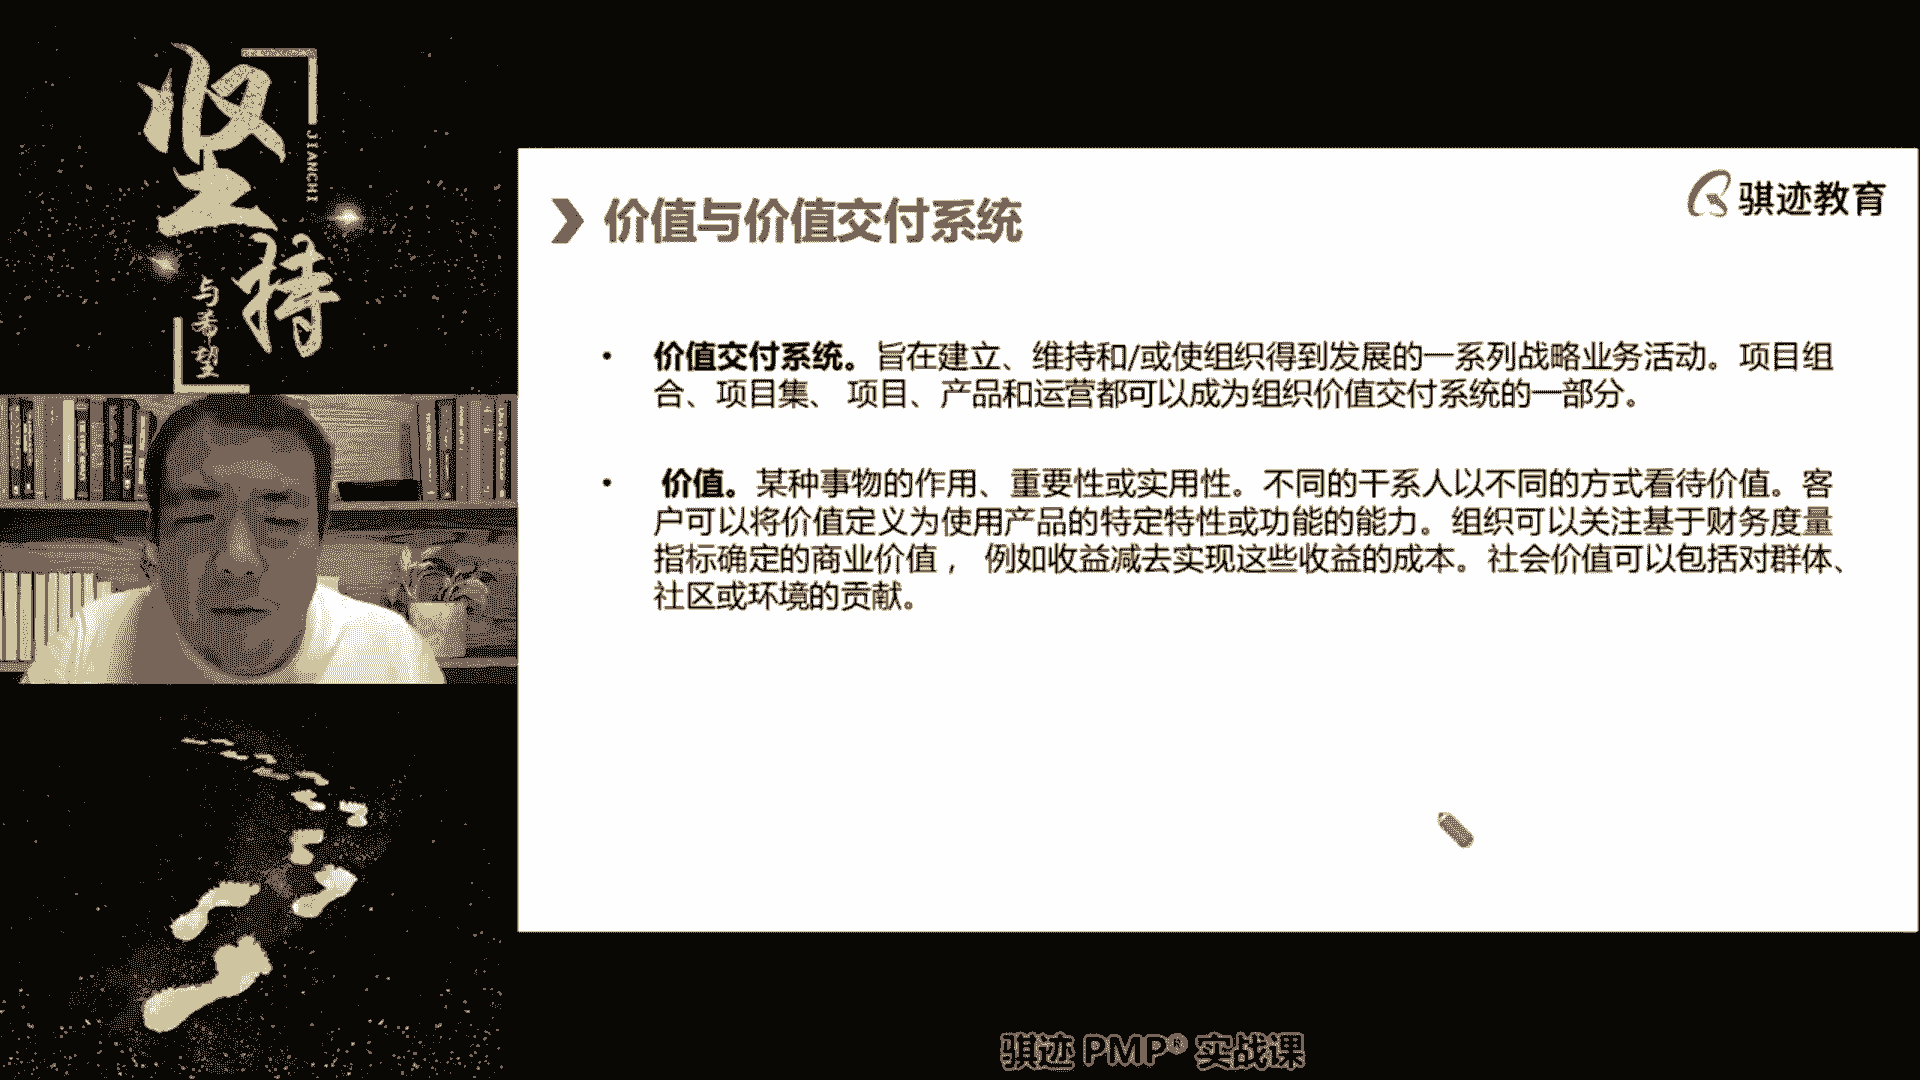 坚持
JIANCHI
与希望
骐迹教育
价值与价值交付系统
• 价值交付系统。旨在建立、维持和/或使组织得到发展的一系列战略业务活动。项目组
合、项目集、 项目、产品和运营都可以成为组织价值交付系统的一部分。
• 价值。某种事物的作用、重要性或实用性。不同的干系人以不同的方式看待价值。客
户可以将价值定义为使用产品的特定特性或功能的能力。组织可以关注基于财务度量
指标确定的商业价值， 例如收益减去实现这些收益的成本。社会价值可以包括对群体、
社区或环境的贡献。
骐迹 PMP® 实战课